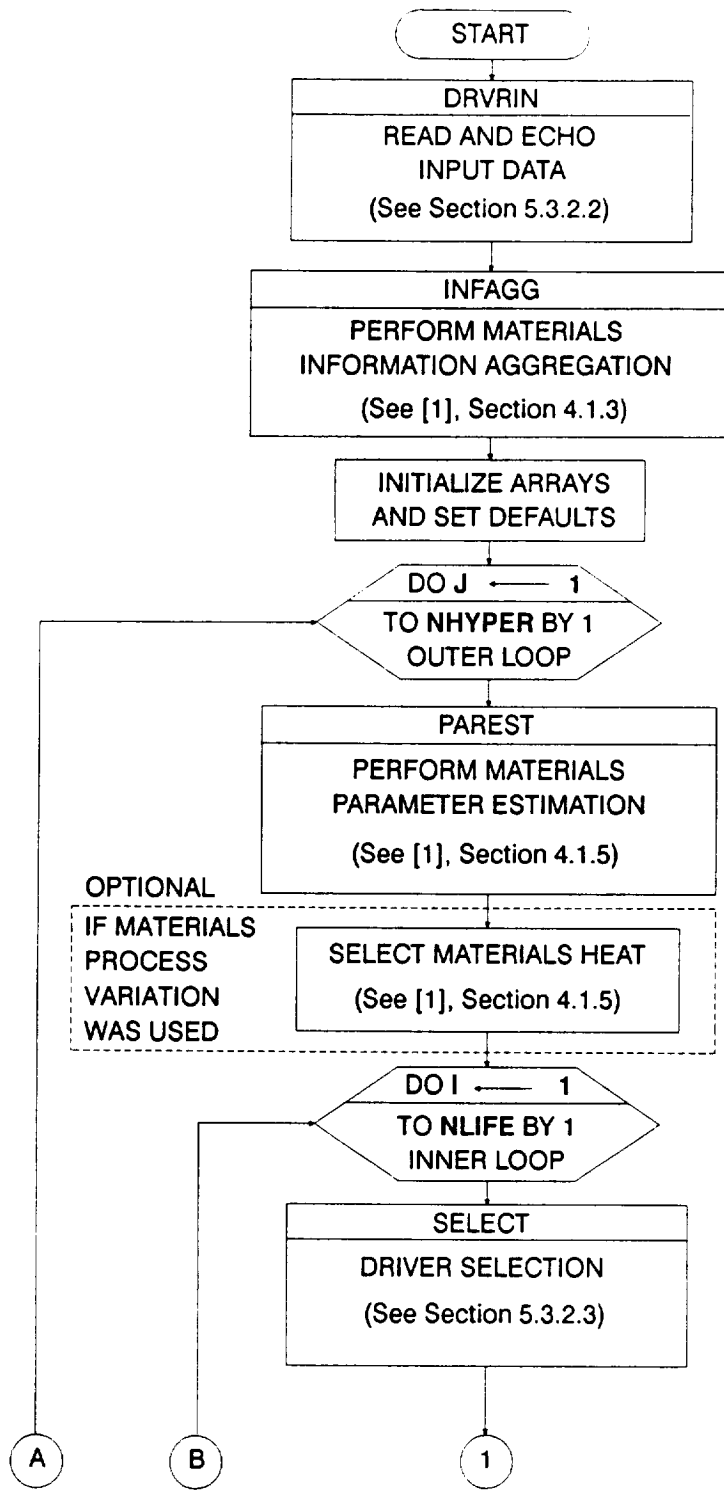 START
DRVRIN
READ AND ECHO
INPUT DATA
(See Section 5.3.2.2)
INFAGG
PERFORM MATERIALS
INFORMATION AGGREGATION
(See [1], Section 4.1.3)
INITIALIZE ARRAYS
AND SET DEFAULTS
DO J ← 1
TO NHYPER BY 1
OUTER LOOP
PAREST
PERFORM MATERIALS
PARAMETER ESTIMATION
(See [1], Section 4.1.5)
OPTIONAL
IF MATERIALS
PROCESS
VARIATION
WAS USED
SELECT MATERIALS HEAT
(See [1], Section 4.1.5)
DO I ← 1
TO NLIFE BY 1
INNER LOOP
SELECT
DRIVER SELECTION
(See Section 5.3.2.3)
A
B
1